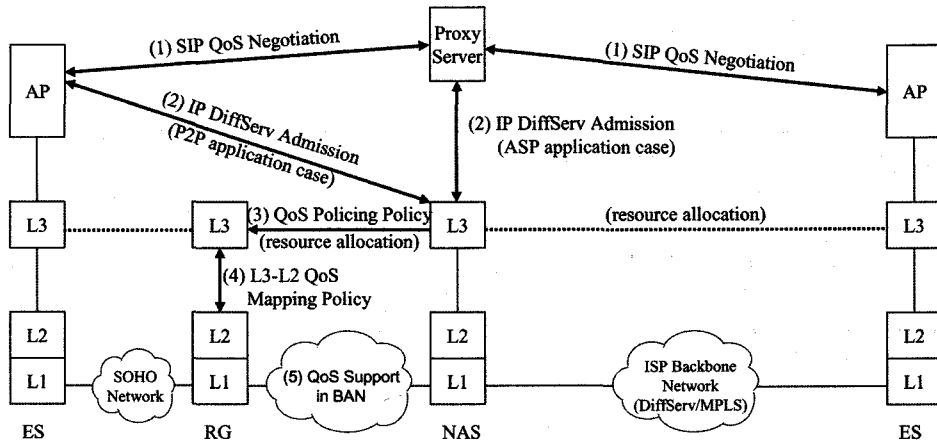 Proxy
Server
(1) SIP QoS Negotiation
(1) SIP QoS Negotiation
AP
AP
(2) IP DiffServ Admission
(P2P application case)
(2) IP DiffServ Admission
(ASP application case)
L3
L3
(3) QoS Policing Policy
(resource allocation)
L3
(resource allocation)
L3
(4) L3-L2 QoS
Mapping Policy
L2
L2
L2
L2
L1
SOHO
Network
L1
(5) QoS Support
in BAN
L1
ISP Backbone
Network
(DiffServ/MPLS)
L1
ES
RG
NAS
ES